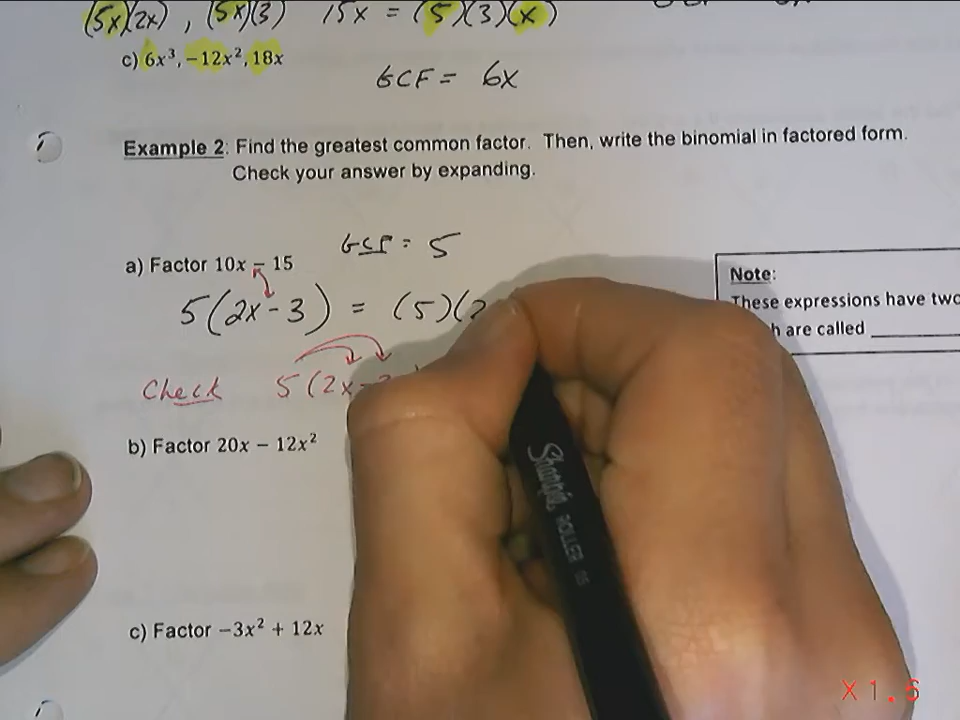 (5x)(2x) , (5x)(3) 15x = (5)(3)(x)
c) 6x³, −12x², 18x
GCF = 6x
Example 2: Find the greatest common factor. Then, write the binomial in factored form.
Check your answer by expanding.
a) Factor 10x − 15
GCF = 5
5(2x - 3) = (5)(2
Note:
These expressions have two
h are called
Check 5(2x -
b) Factor 20x − 12x²
Sharpie ROLLER
c) Factor −3x² + 12x
X1.6